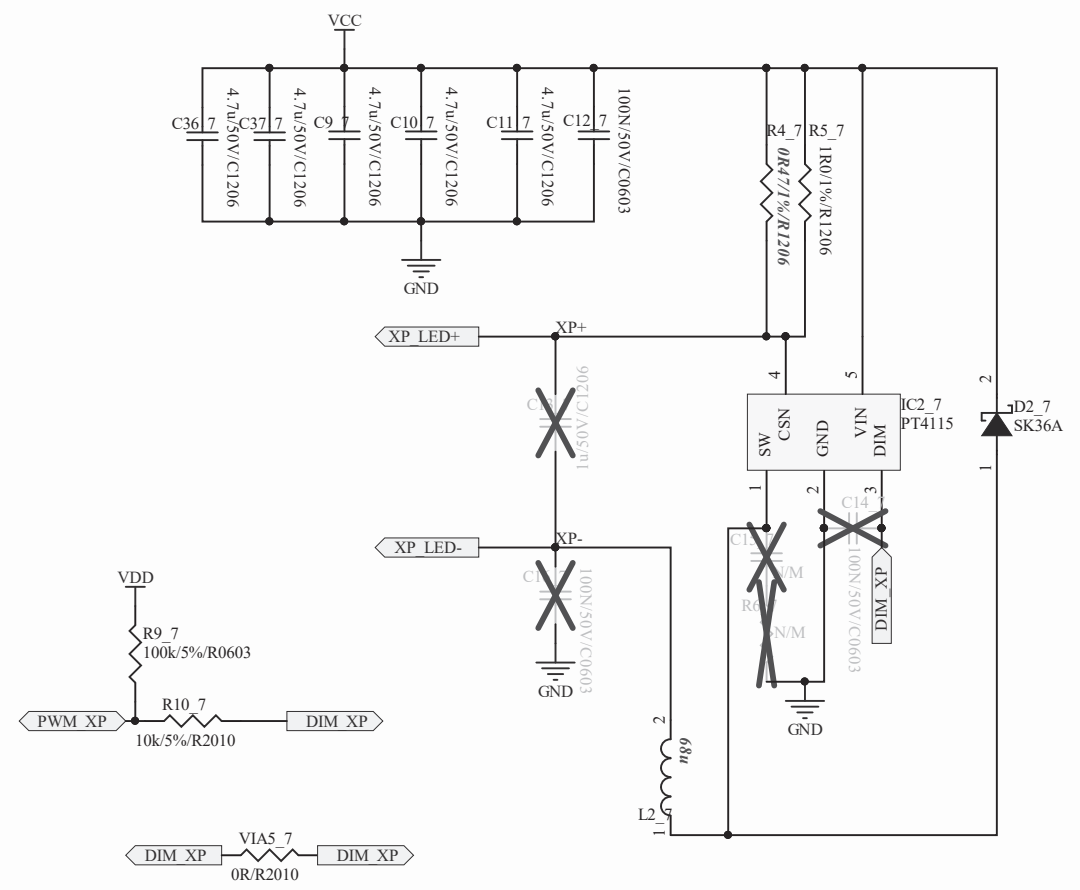 VCC
C36_7
4.7u/50V/C1206
C37_7
4.7u/50V/C1206
C9_7
4.7u/50V/C1206
C10_7
4.7u/50V/C1206
C11_7
4.7u/50V/C1206
C12_7
100N/50V/C0603
GND
R4_7
0R47/1%/R1206
R5_7
1R0/1%/R1206
XP_LED+
XP+
1u/50V/C1206
XP_LED-
XP-
100N/50V/C0603
GND
4
5
CSN
VIN
SW
GND
DIM
IC2_7
PT4115
1
2
3
2
D2_7
SK36A
1
C14_7
100N/50V/C0603
N/M
N/M
DIM_XP
GND
VDD
R9_7
100k/5%/R0603
PWM_XP
R10_7
10k/5%/R2010
DIM_XP
2
68u
L2_7
1
DIM_XP
VIA5_7
0R/R2010
DIM_XP